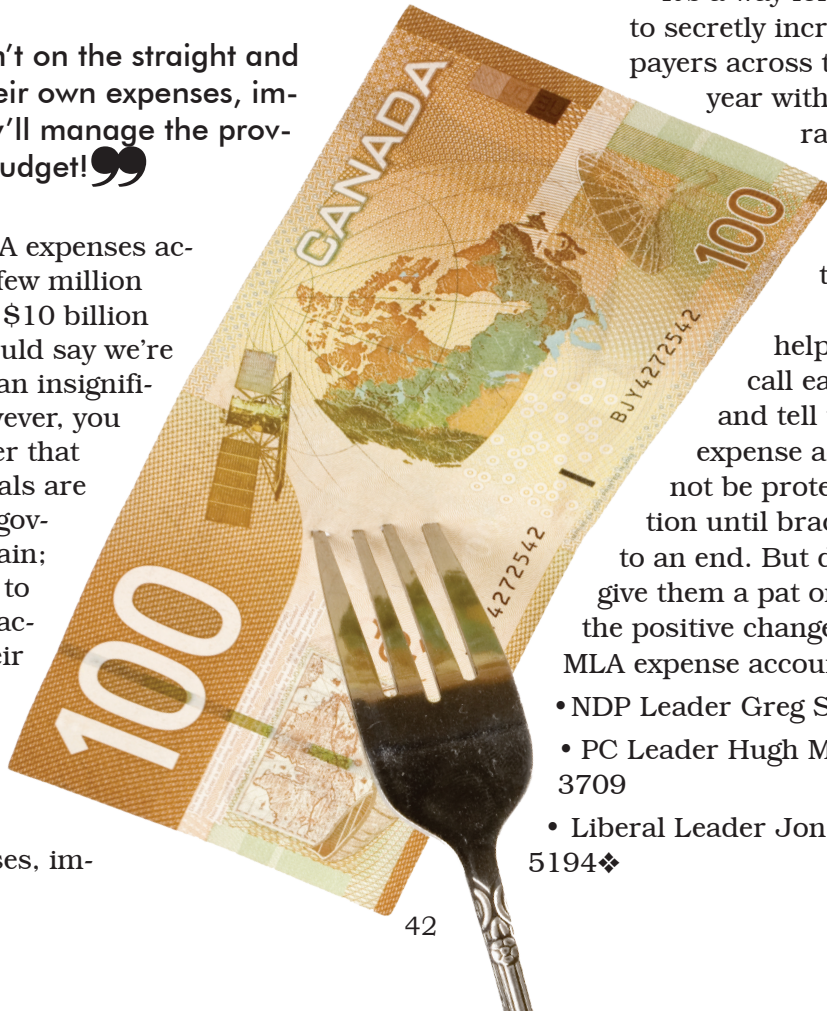 n't on the straight and
eir own expenses, im-
y'll manage the prov-
udget!”
A expenses ac-
few million
$10 billion
uld say we're
an insignifi-
vever, you
er that
als are
gov-
ain;
to
ac-
eir
ses, im-
CANADA
100
BJY4272542
4272542
100
to secretly incr
payers across t
year with
ra
t
help
call ea
and tell
expense a
not be prote
tion until brac
to an end. But
give them a pat o
the positive change
MLA expense accou
• NDP Leader Greg S
• PC Leader Hugh M
3709
• Liberal Leader Jon
5194❖
42